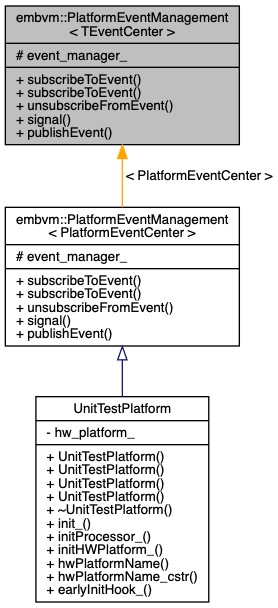 embvm::PlatformEventManagement
< TEventCenter >
# event_manager_
+ subscribeToEvent()
+ subscribeToEvent()
+ unsubscribeFromEvent()
+ signal()
+ publishEvent()
< PlatformEventCenter >
embvm::PlatformEventManagement
< PlatformEventCenter >
# event_manager_
+ subscribeToEvent()
+ subscribeToEvent()
+ unsubscribeFromEvent()
+ signal()
+ publishEvent()
UnitTestPlatform
- hw_platform_
+ UnitTestPlatform()
+ UnitTestPlatform()
+ UnitTestPlatform()
+ UnitTestPlatform()
+ ~UnitTestPlatform()
+ init_()
+ initProcessor_()
+ initHWPlatform_()
+ hwPlatformName()
+ hwPlatformName_cstr()
+ earlyInitHook_()